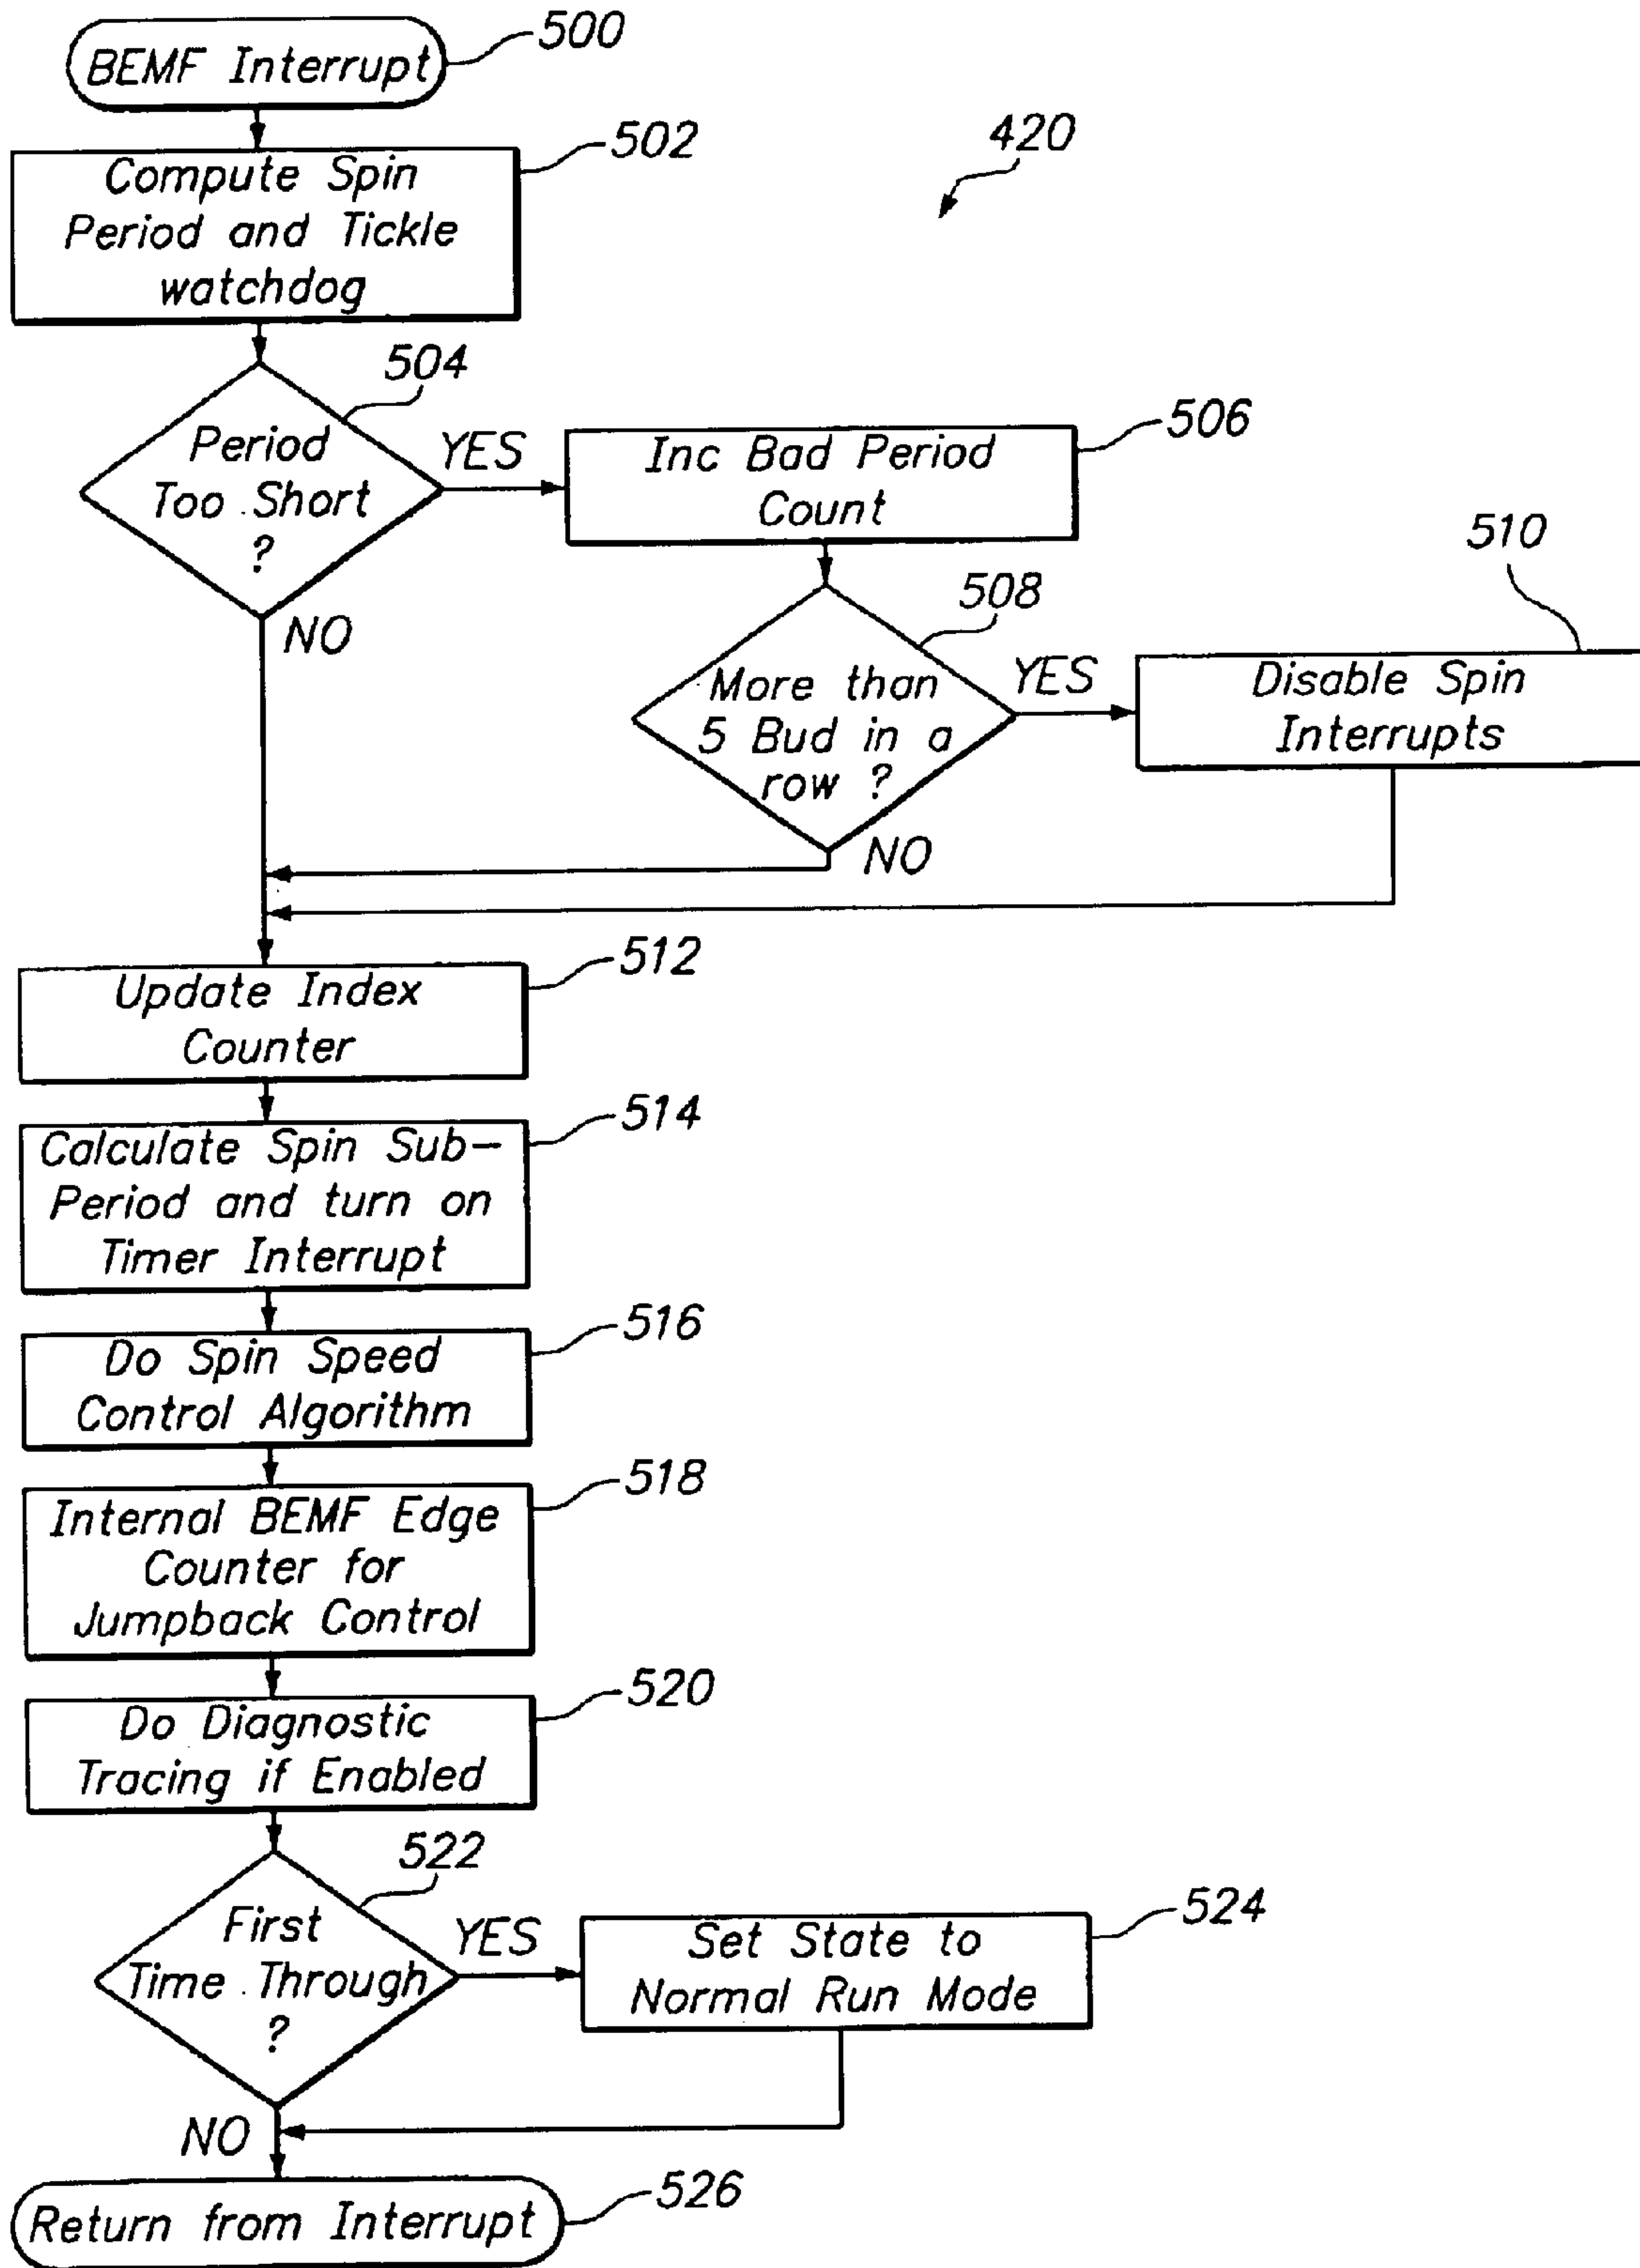 BEMF Interrupt
500
420
502
Compute Spin
Period and Tickle
watchdog
504
Period
Too Short
?
YES
NO
506
Inc Bad Period
Count
508
More than
5 Bud in a
row ?
YES
NO
510
Disable Spin
Interrupts
512
Update Index
Counter
514
Calculate Spin Sub-
Period and turn on
Timer Interrupt
516
Do Spin Speed
Control Algorithm
518
Internal BEMF Edge
Counter for
Jumpback Control
520
Do Diagnostic
Tracing if Enabled
522
First
Time Through
?
YES
NO
524
Set State to
Normal Run Mode
Return from Interrupt
526